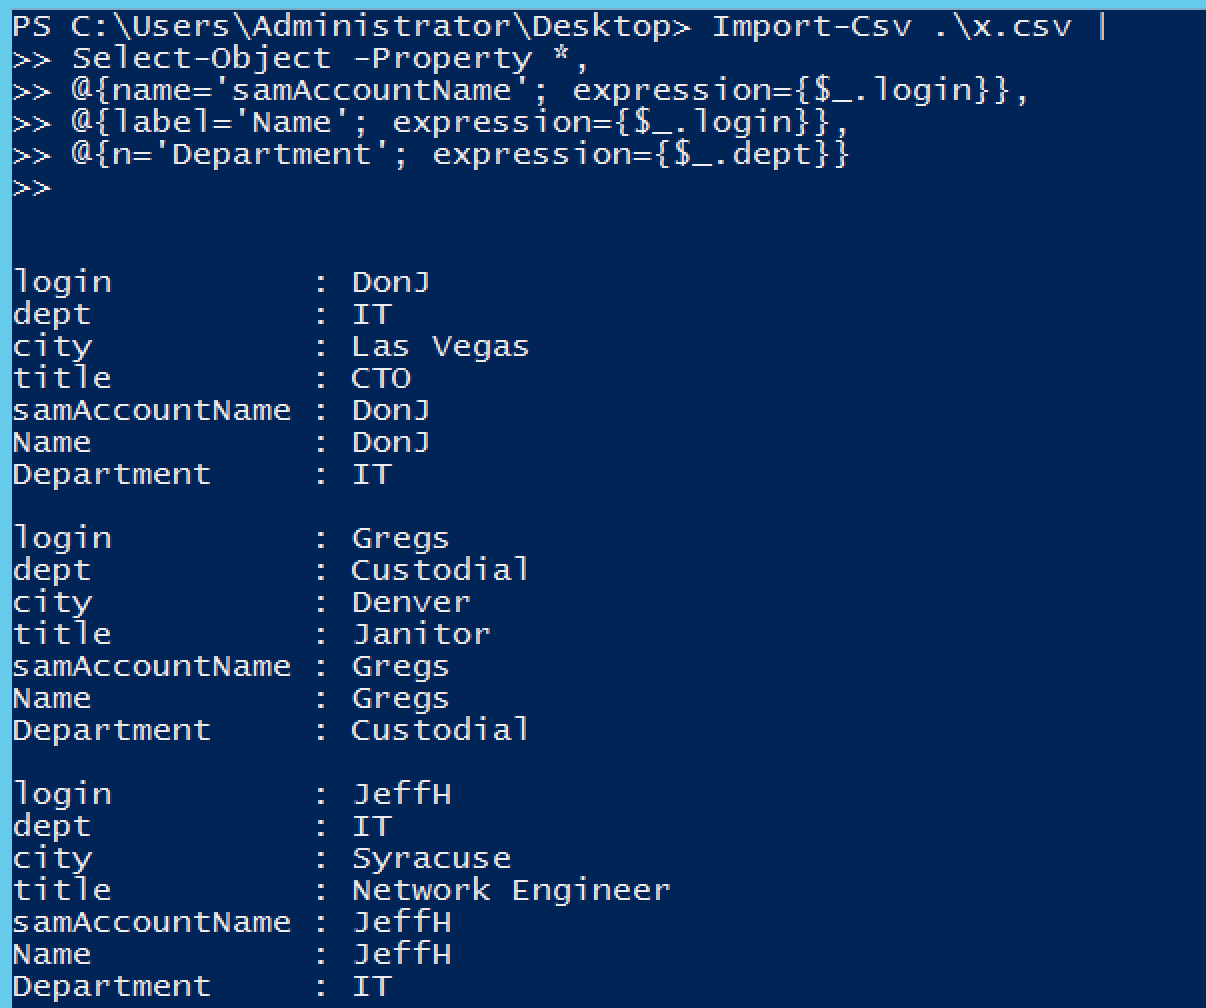 PS C:\Users\Administrator\Desktop> Import-Csv .\x.csv |
>> Select-Object -Property *,
>> @{name='samAccountName'; expression={$_.login}},
>> @{label='Name'; expression={$_.login}},
>> @{n='Department'; expression={$_.dept}}
>>
login : DonJ
dept : IT
city : Las Vegas
title : CTO
samAccountName : DonJ
Name : DonJ
Department : IT
login : Gregs
dept : Custodial
city : Denver
title : Janitor
samAccountName : Gregs
Name : Gregs
Department : Custodial
login : JeffH
dept : IT
city : Syracuse
title : Network Engineer
samAccountName : JeffH
Name : JeffH
Department : IT